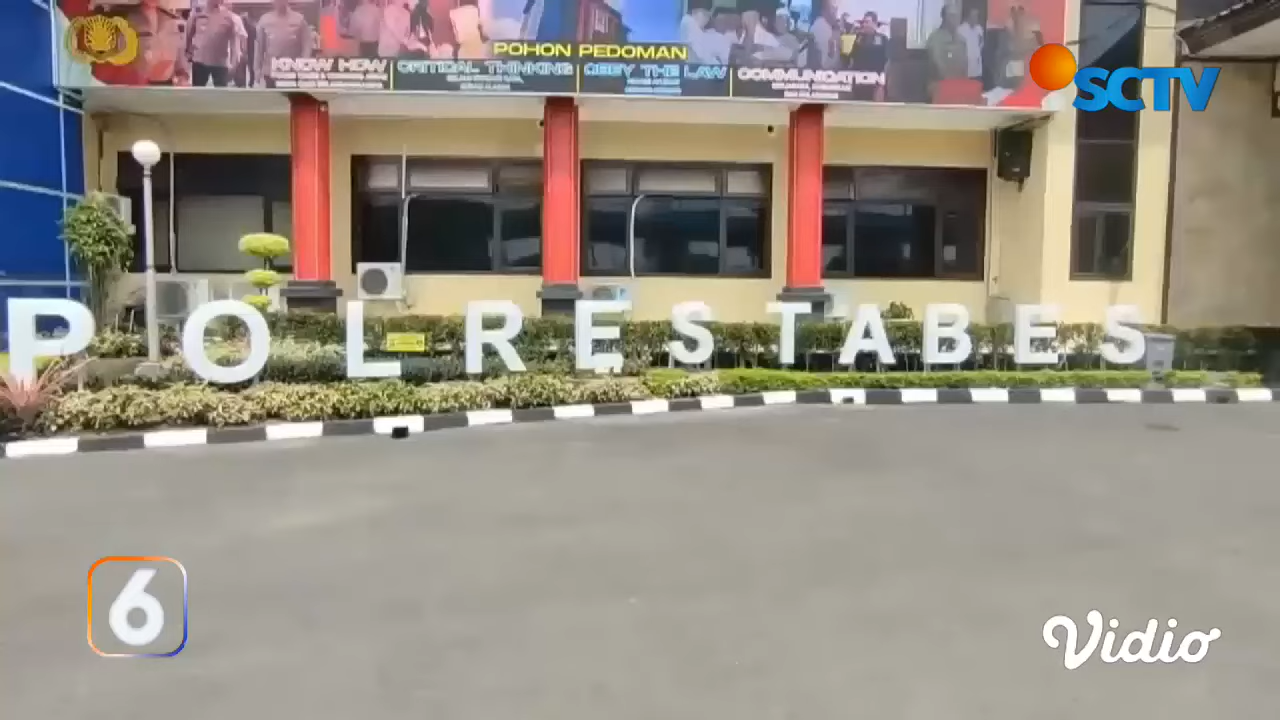 POHON PEDOMAN
KNOW HOW CRITICAL THINKING OBEY THE LAW COMMUNICATION
SCTV
POLRESTABES
6
Vidio